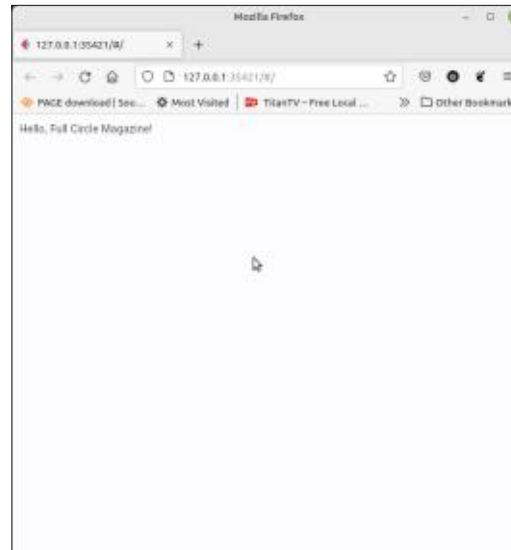 Mozilla Firefox
127.0.0.1:35421/#/
127.0.0.1:35421/#/
PAGE download | Sou... Most Visited TitanTV – Free Local ... Other Bookmark
Hello, Full Circle Magazine!